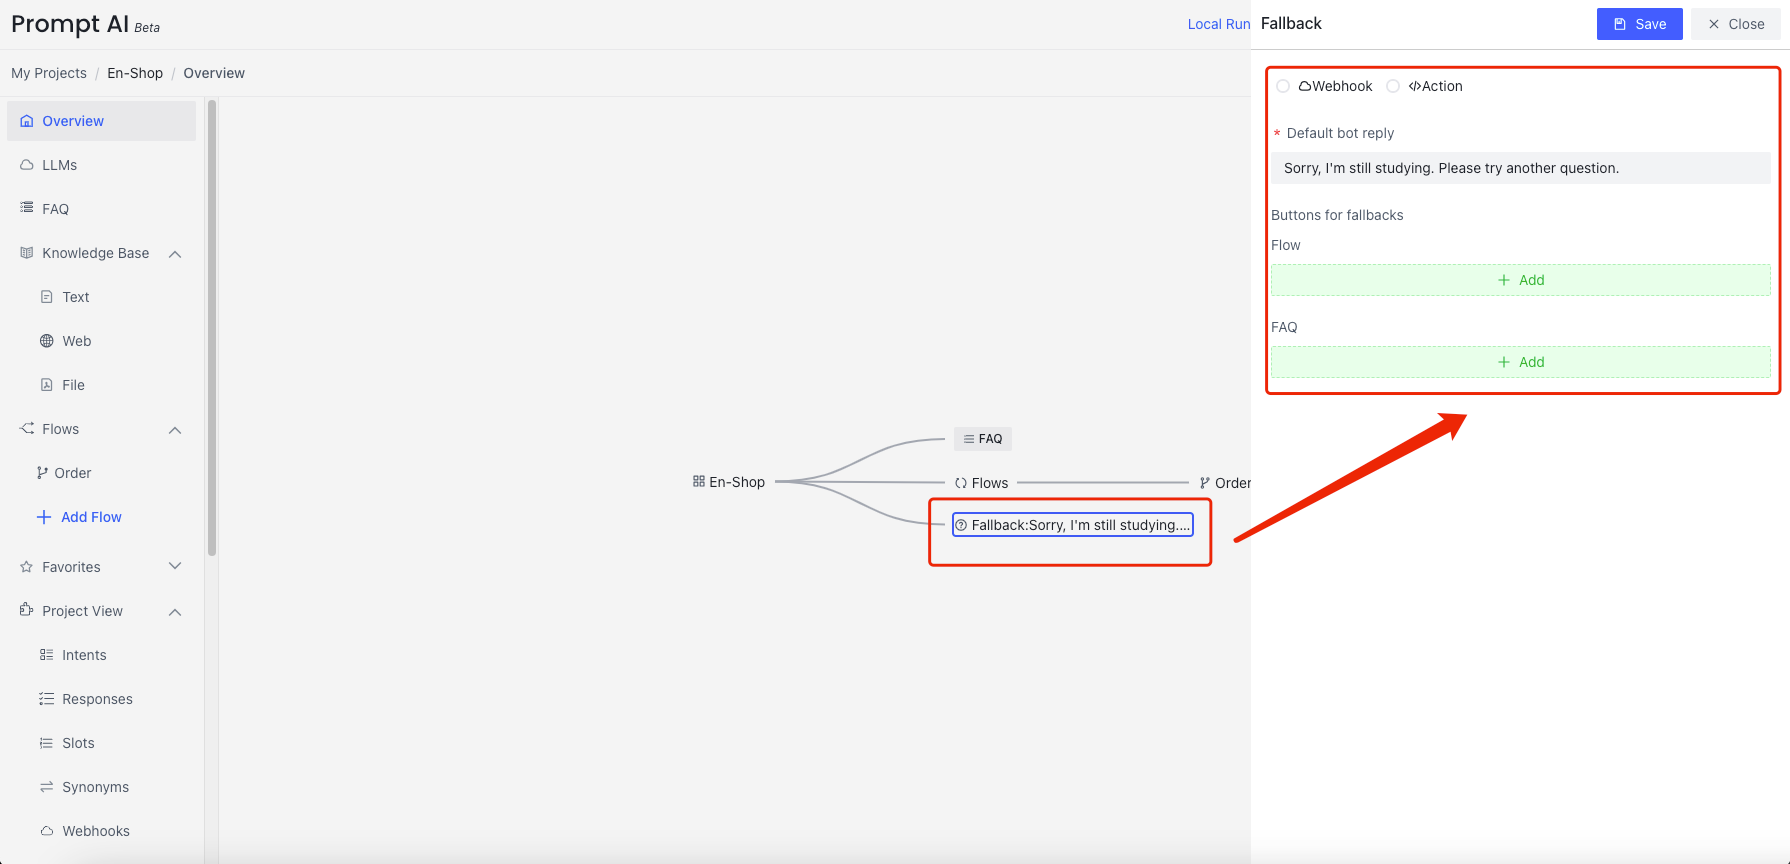 Prompt AI Beta
Local Run
Fallback
Save
Close
My Projects / En-Shop / Overview
Overview
LLMs
FAQ
Knowledge Base
Text
Web
File
Flows
Order
Add Flow
Favorites
Project View
Intents
Responses
Slots
Synonyms
Webhooks
En-Shop
FAQ
Flows
Order
Fallback:Sorry, I'm still studying....
Webhook
Action
* Default bot reply
Sorry, I'm still studying. Please try another question.
Buttons for fallbacks
Flow
Add
FAQ
Add